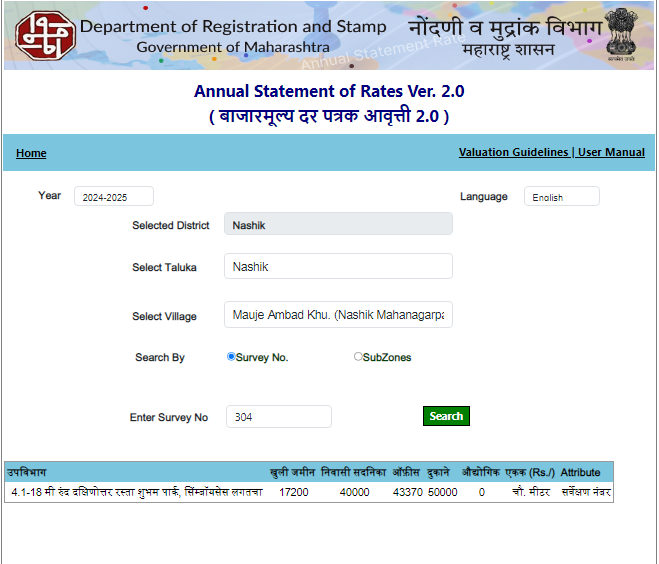 Department of Registration and Stamp
Government of Maharashtra
नोंदणी व मुद्रांक विभाग
महाराष्ट्र शासन
Annual Statement Rate
Annual Statement of Rates Ver. 2.0
( बाजारमूल्य दर पत्रक आवृत्ती 2.0 )
Home
Valuation Guidelines | User Manual
Year 2024-2025 Language English
Selected District Nashik
Select Taluka Nashik
Select Village Mauje Ambad Khu. (Nashik Mahanagarpa
Search By Survey No. SubZones
Enter Survey No 304 Search
उपविभाग खुली जमीन निवासी सदनिका ऑफ़ीस दुकाने औद्योगिक एकक (Rs./) Attribute
4.1-18 मी रुंद दक्षिणोत्तर रस्ता शुभम पार्क, सिंम्बॉयसेस लगतचा 17200 40000 43370 50000 0 चौ. मीटर सर्वेक्षण नंबर